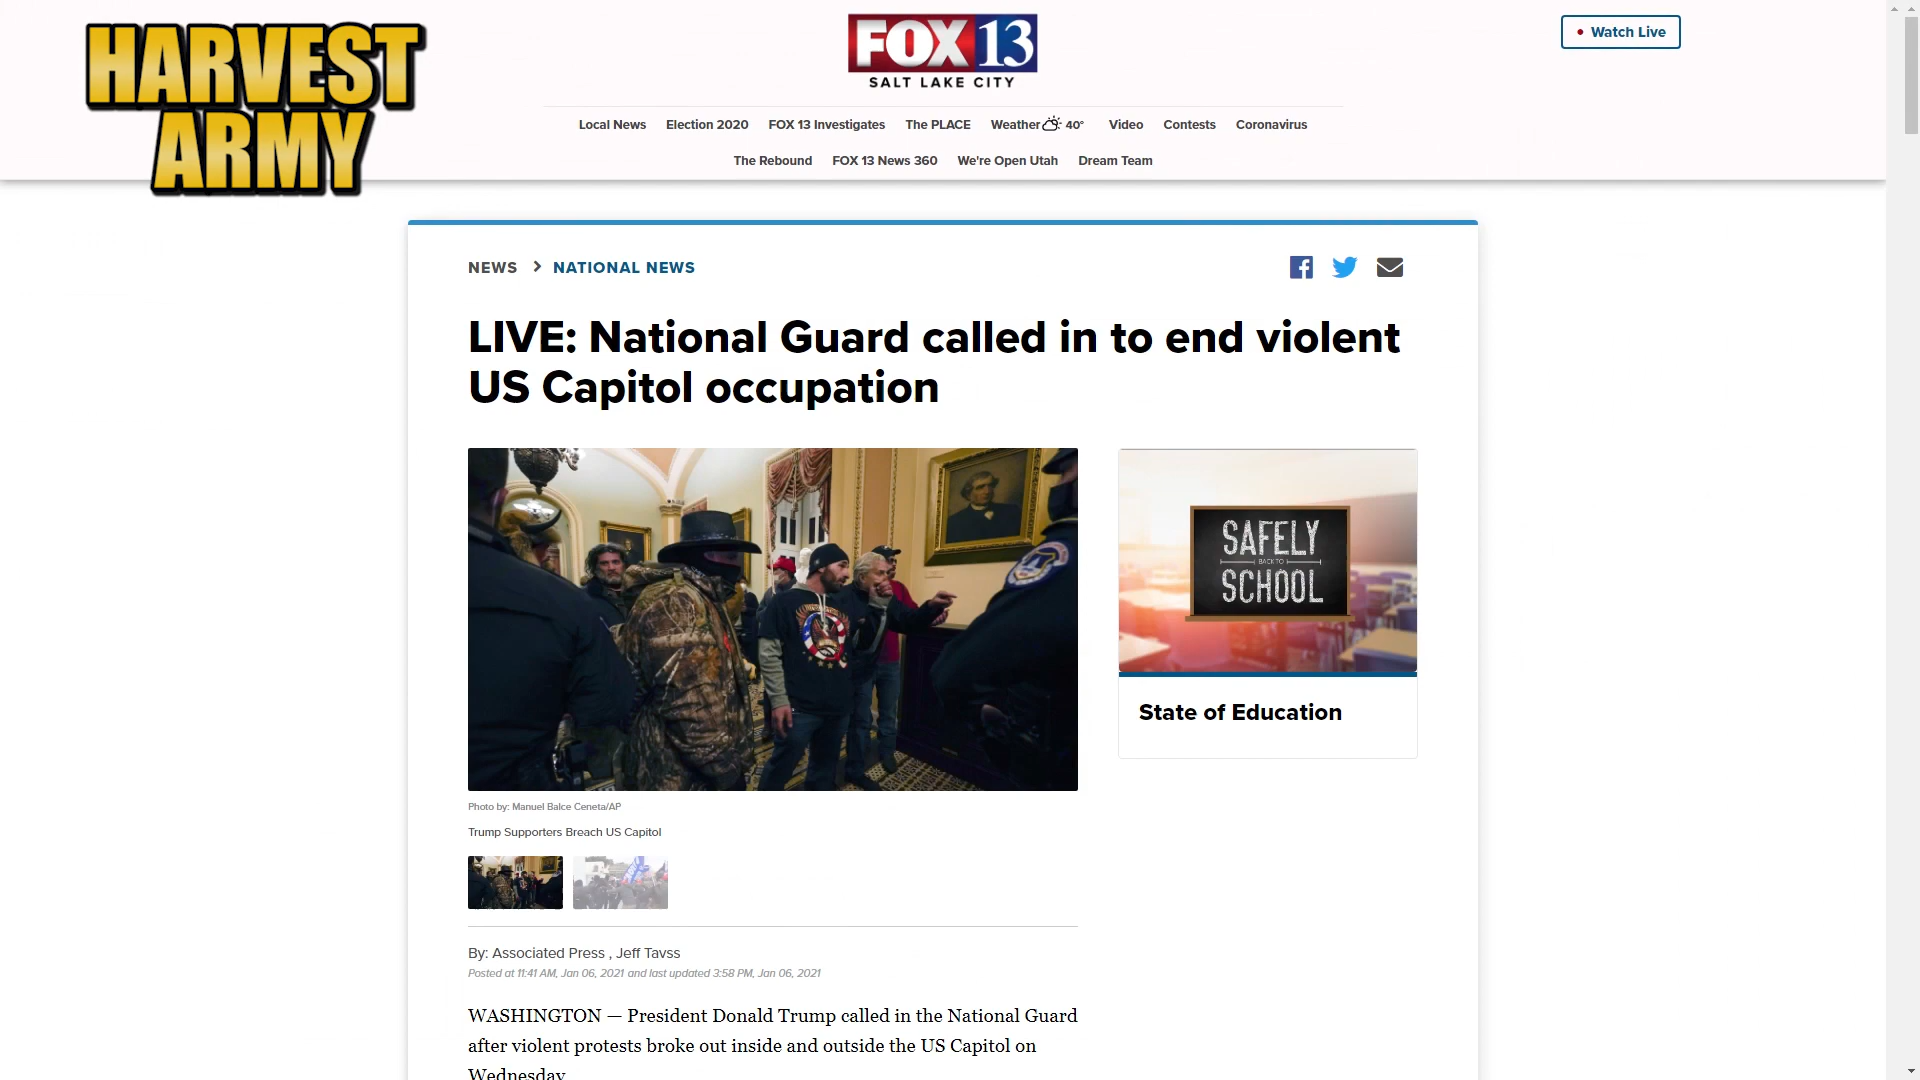 HARVEST
ARMY
FOX 13
SALT LAKE CITY
Watch Live
Local News Election 2020 FOX 13 Investigates The PLACE Weather 40° Video Contests Coronavirus
The Rebound FOX 13 News 360 We're Open Utah Dream Team
NEWS > NATIONAL NEWS
LIVE: National Guard called in to end violent
US Capitol occupation
SAFELY
BACK TO
SCHOOL
State of Education
Photo by: Manuel Balce Ceneta/AP
Trump Supporters Breach US Capitol
By: Associated Press , Jeff Tavss
Posted at 11:41 AM, Jan 06, 2021 and last updated 3:58 PM, Jan 06, 2021
WASHINGTON — President Donald Trump called in the National Guard
after violent protests broke out inside and outside the US Capitol on
Wednesday.